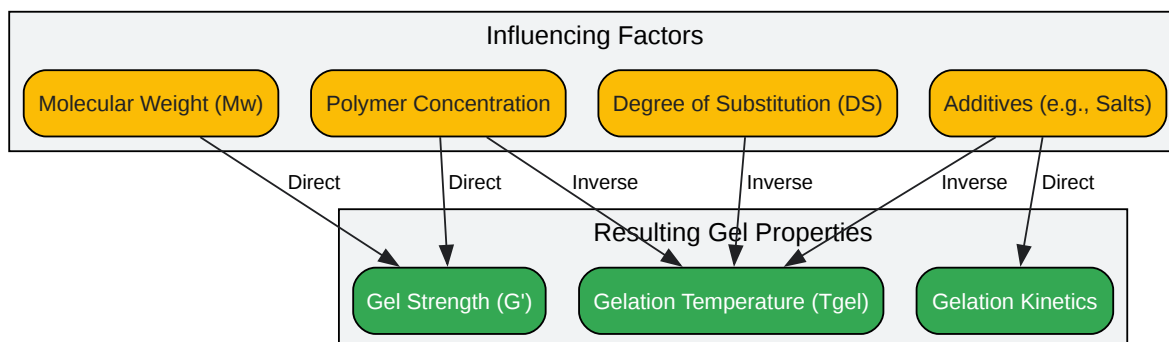 Influencing Factors
Molecular Weight (Mw)
Polymer Concentration
Degree of Substitution (DS)
Additives (e.g., Salts)
Direct
Direct
Inverse
Inverse
Inverse
Direct
Resulting Gel Properties
Gel Strength (G')
Gelation Temperature (Tgel)
Gelation Kinetics